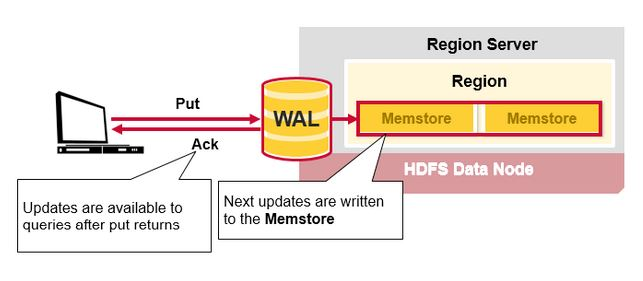 Region Server
Region
Put
WAL
Memstore Memstore
Ack
HDFS Data Node
Updates are available to
queries after put returns
Next updates are written
to the Memstore